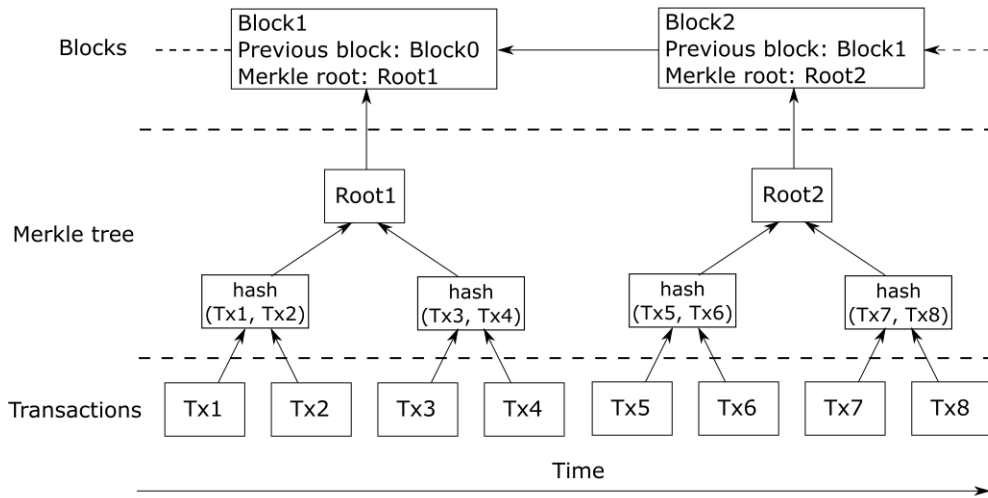 Blocks
Block1
Previous block: Block0
Merkle root: Root1
Block2
Previous block: Block1
Merkle root: Root2
Merkle tree
Root1
Root2
hash
(Tx1, Tx2)
hash
(Tx3, Tx4)
hash
(Tx5, Tx6)
hash
(Tx7, Tx8)
Transactions
Tx1
Tx2
Tx3
Tx4
Tx5
Tx6
Tx7
Tx8
Time